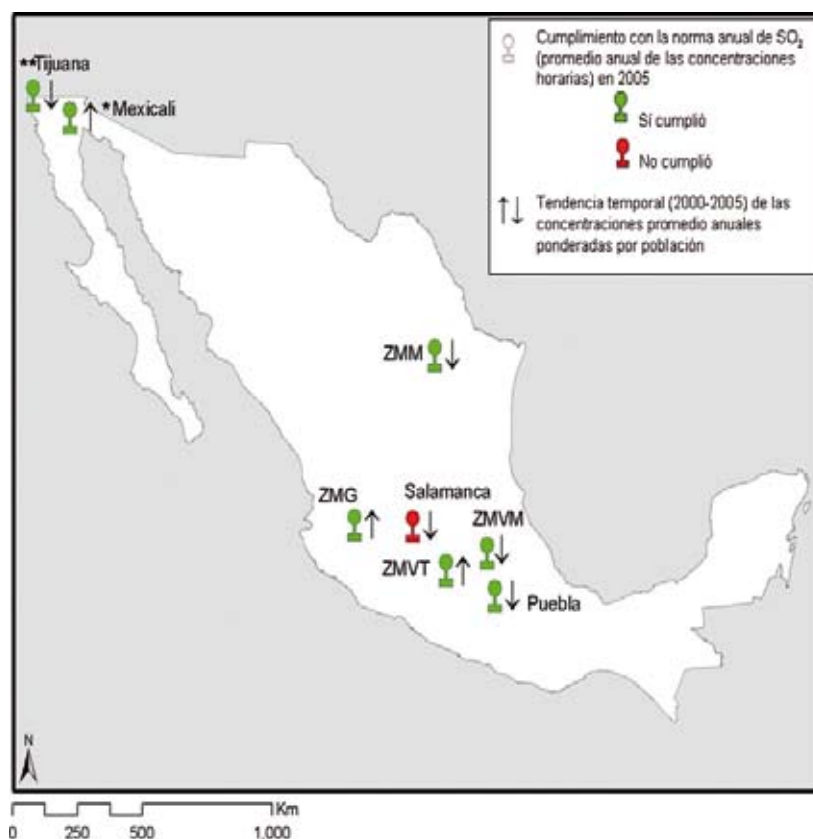 **Tijuana
*Mexicali
Cumplimiento con la norma anual de SO₂
(promedio anual de las concentraciones
horarias) en 2005
Sí cumplió
No cumplió
Tendencia temporal (2000-2005) de las
concentraciones promedio anuales
ponderadas por población
ZMM
ZMG
Salamanca
ZMVM
ZMVT
Puebla
N
Km
0 250 500 1.000